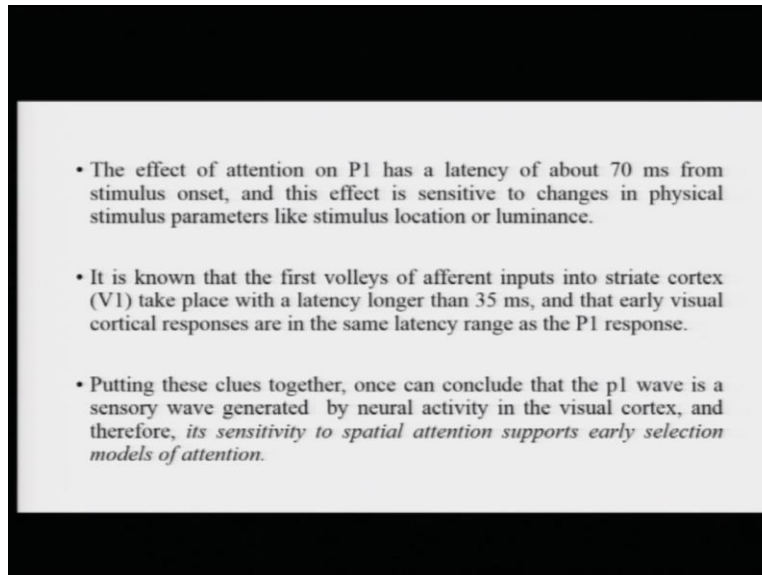 • The effect of attention on P1 has a latency of about 70 ms from
stimulus onset, and this effect is sensitive to changes in physical
stimulus parameters like stimulus location or luminance.
• It is known that the first volleys of afferent inputs into striate cortex
(V1) take place with a latency longer than 35 ms, and that early visual
cortical responses are in the same latency range as the P1 response.
• Putting these clues together, once can conclude that the p1 wave is a
sensory wave generated by neural activity in the visual cortex, and
therefore, its sensitivity to spatial attention supports early selection
models of attention.